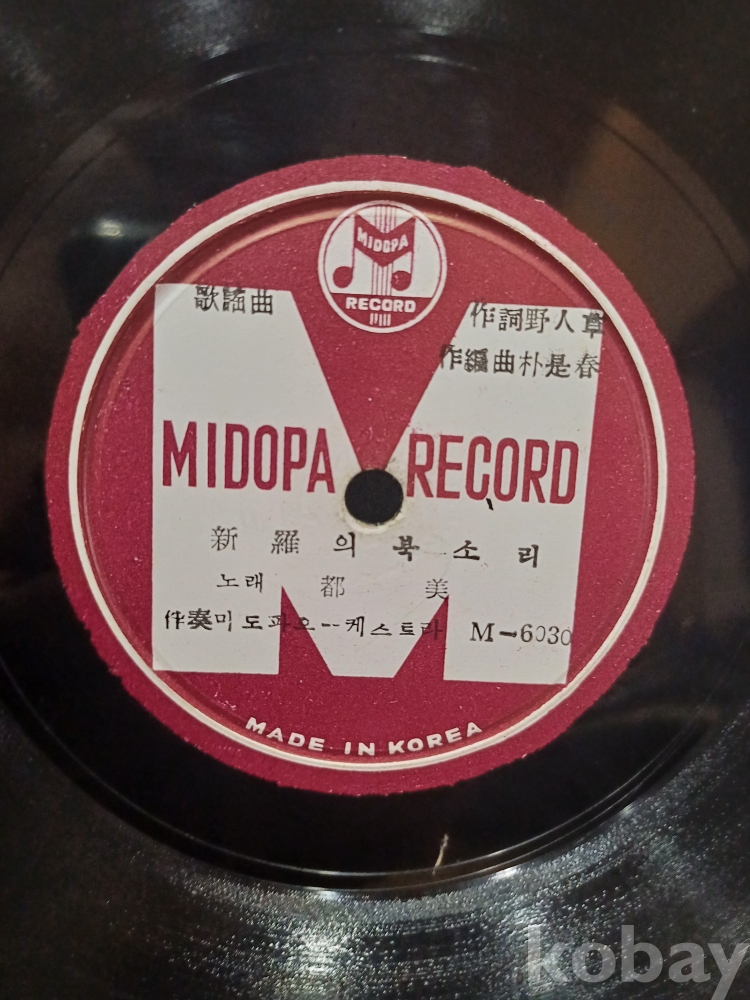 MIDOPA
RECORD
歌謡曲
作詞野人草
作編曲朴是春
MIDOPA RECORD
新羅의북소리
노래 都美
伴奏미도파오--케스트라 M-6030
MADE IN KOREA
kobay